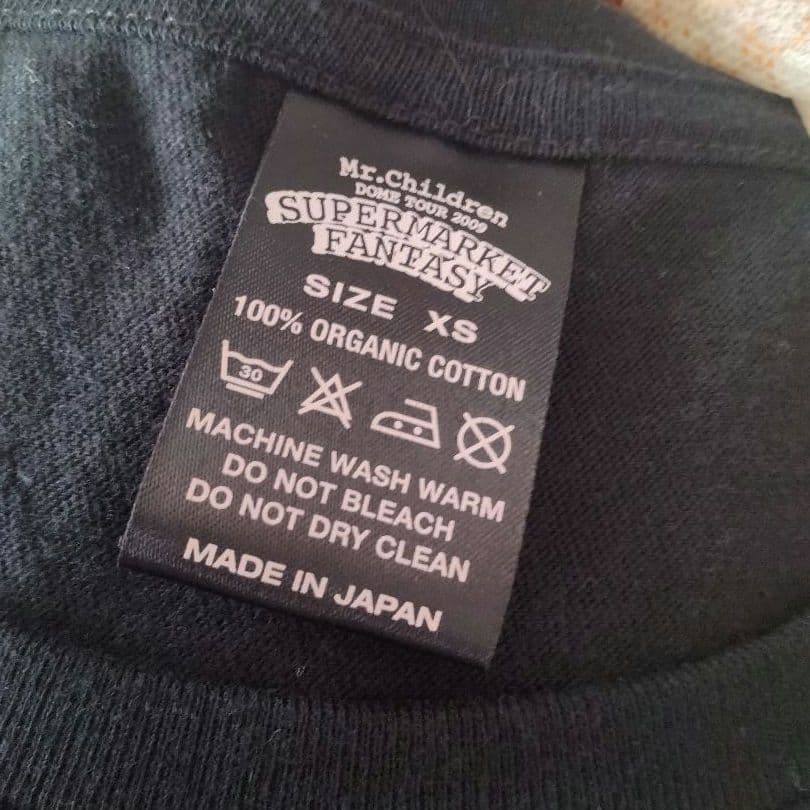 Mr.Children
DOME TOUR 2009
SUPERMARKET
FANTASY
SIZE XS
100% ORGANIC COTTON
30
MACHINE WASH WARM
DO NOT BLEACH
DO NOT DRY CLEAN
MADE IN JAPAN